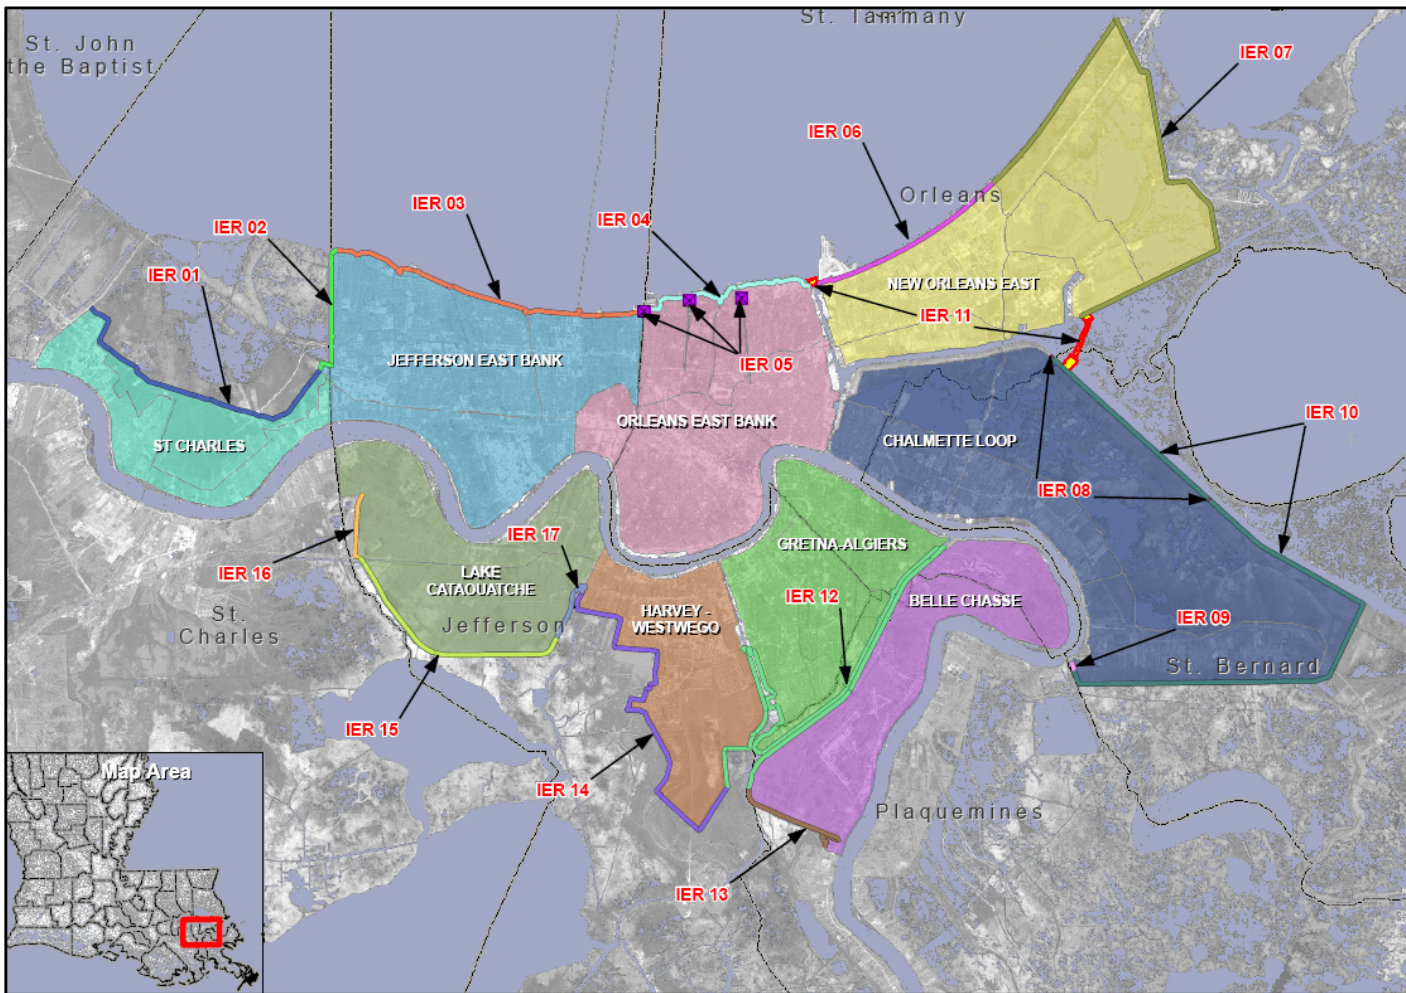 St. Tammany
St. John
the Baptist
IER 07
IER 06
Orleans
IER 03
IER 04
IER 02
IER 01
NEW ORLEANS EAST
IER 11
JEFFERSON EAST BANK
IER 05
ORLEANS EAST BANK
IER 10
ST CHARLES
CHALMETTE LOOP
IER 08
IER 17
GRETNA-ALGIERS
IER 16
LAKE
CATAOUATCHE
IER 12
BELLE CHASSE
St.
Charles
Jefferson
HARVEY -
WESTWEGO
IER 09
St. Bernard
IER 15
Map Area
IER 14
Plaquemines
IER 13